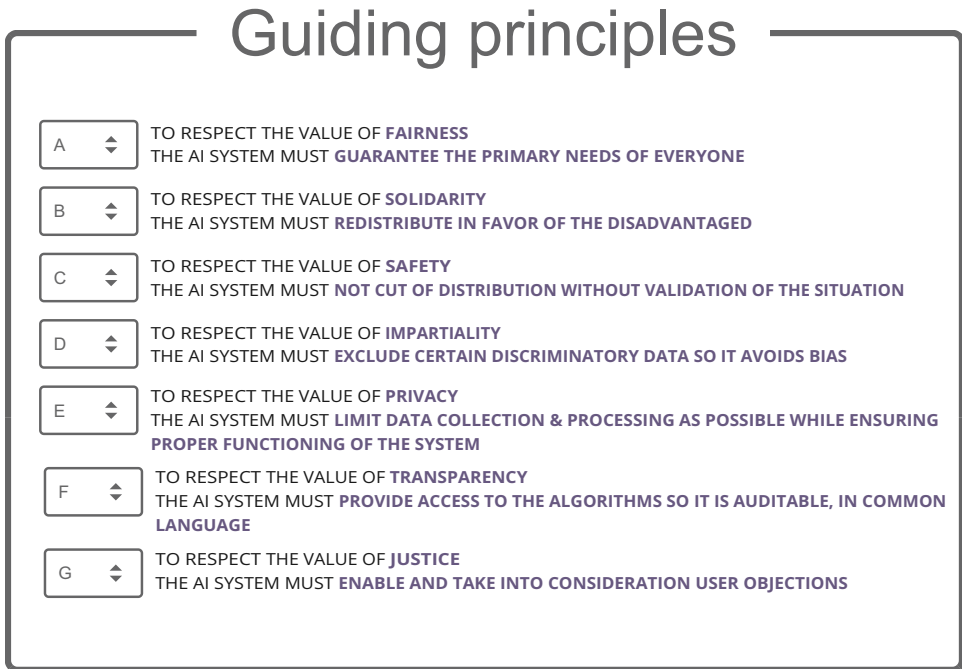 Guiding principles
A
TO RESPECT THE VALUE OF FAIRNESS
THE AI SYSTEM MUST GUARANTEE THE PRIMARY NEEDS OF EVERYONE
B
TO RESPECT THE VALUE OF SOLIDARITY
THE AI SYSTEM MUST REDISTRIBUTE IN FAVOR OF THE DISADVANTAGED
C
TO RESPECT THE VALUE OF SAFETY
THE AI SYSTEM MUST NOT CUT OF DISTRIBUTION WITHOUT VALIDATION OF THE SITUATION
D
TO RESPECT THE VALUE OF IMPARTIALITY
THE AI SYSTEM MUST EXCLUDE CERTAIN DISCRIMINATORY DATA SO IT AVOIDS BIAS
E
TO RESPECT THE VALUE OF PRIVACY
THE AI SYSTEM MUST LIMIT DATA COLLECTION & PROCESSING AS POSSIBLE WHILE ENSURING
PROPER FUNCTIONING OF THE SYSTEM
F
TO RESPECT THE VALUE OF TRANSPARENCY
THE AI SYSTEM MUST PROVIDE ACCESS TO THE ALGORITHMS SO IT IS AUDITABLE, IN COMMON
LANGUAGE
G
TO RESPECT THE VALUE OF JUSTICE
THE AI SYSTEM MUST ENABLE AND TAKE INTO CONSIDERATION USER OBJECTIONS